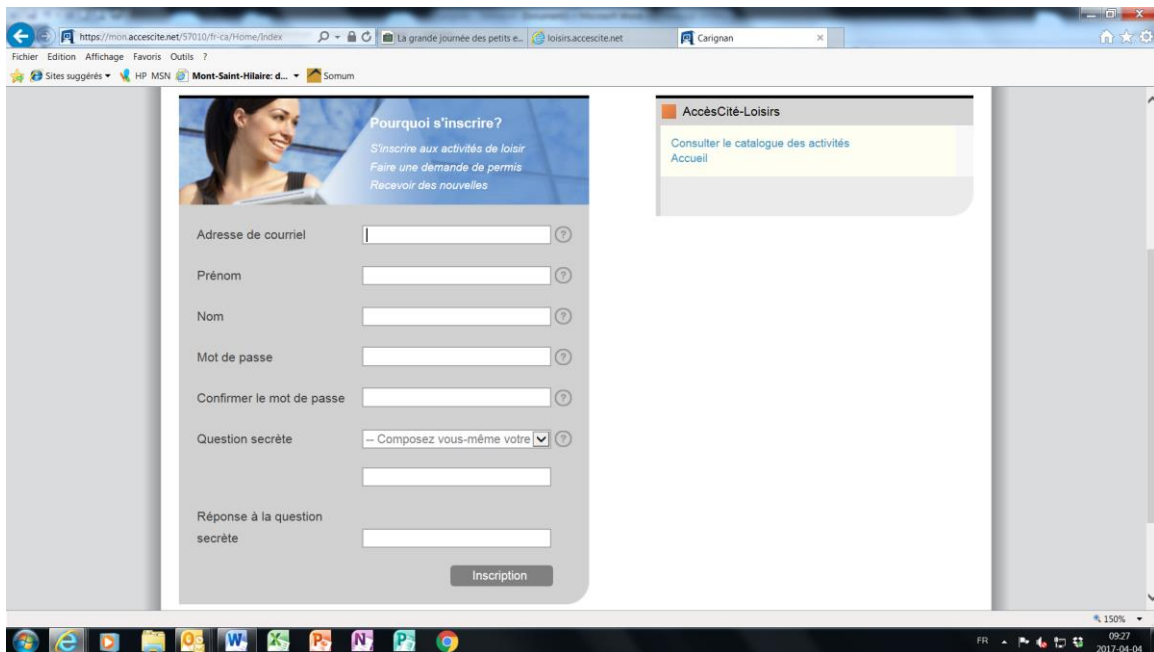 https://mon.accescite.net/57010/fr-ca/Home/Index
La grande journée des petits e...
loisirs.accescite.net
Carignan
Fichier Edition Affichage Favoris Outils ?
Sites suggérés HP MSN Mont-Saint-Hilaire: d... Somum
Pourquoi s'inscrire?
S'inscrire aux activités de loisir
Faire une demande de permis
Recevoir des nouvelles
AccèsCité-Loisirs
Consulter le catalogue des activités
Accueil
Adresse de courriel
Prénom
Nom
Mot de passe
Confirmer le mot de passe
Question secrète
-- Composez vous-même votre
Réponse à la question
secrète
Inscription
150%
FR
09:27
2017-04-04